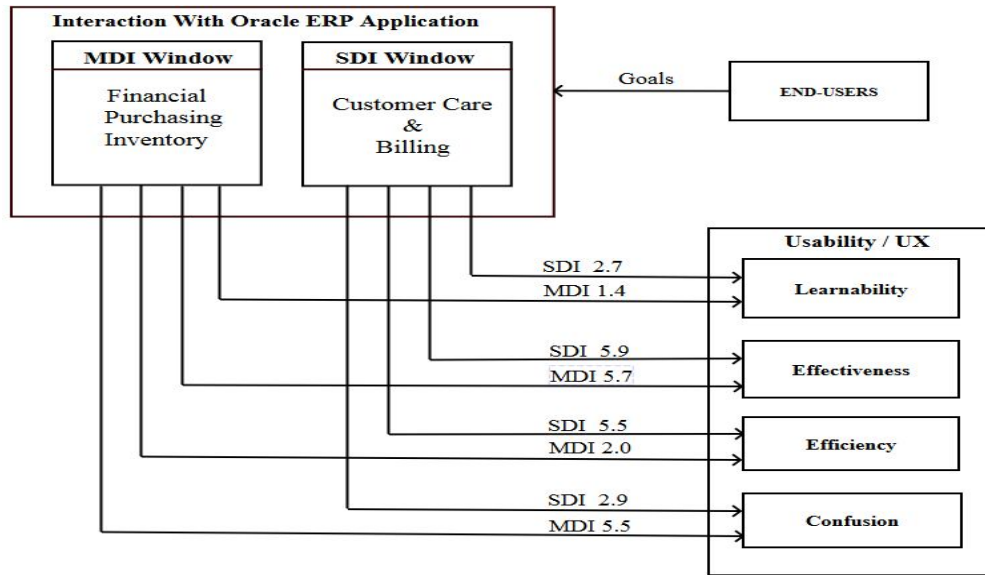 Interaction With Oracle ERP Application
MDI Window
Financial
Purchasing
Inventory
SDI Window
Customer Care
&
Billing
Goals
END-USERS
Usability / UX
SDI 2.7
MDI 1.4
Learnability
SDI 5.9
MDI 5.7
Effectiveness
SDI 5.5
MDI 2.0
Efficiency
SDI 2.9
MDI 5.5
Confusion